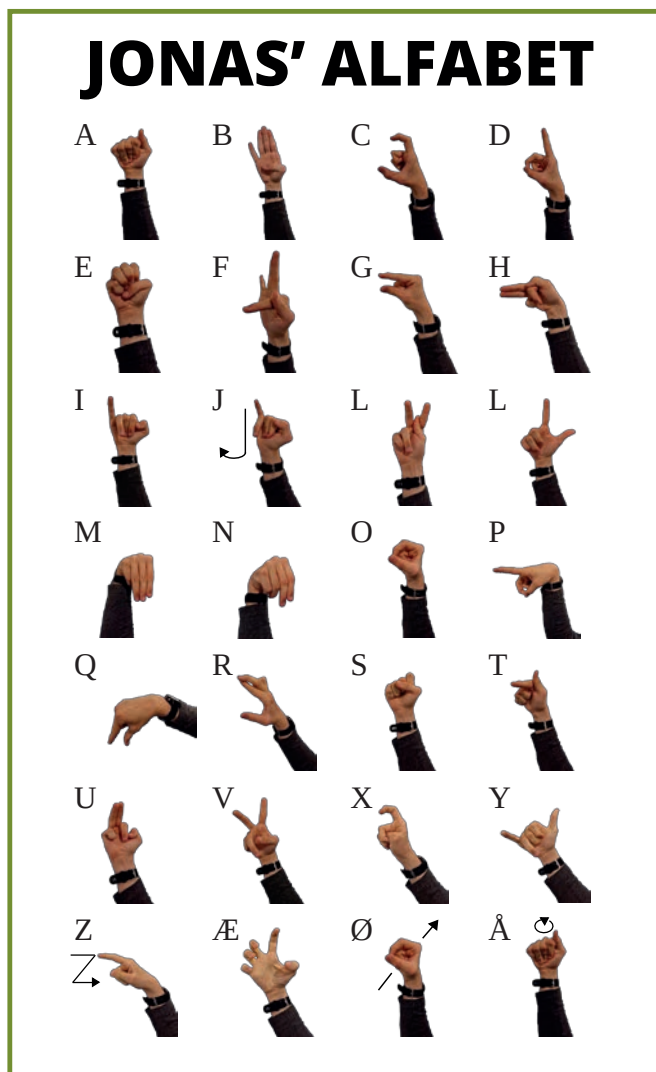 JONAS’ ALFABET
A B C D
E F G H
I J L L
M N O P
Q R S T
U V X Y
Z Æ Ø Å